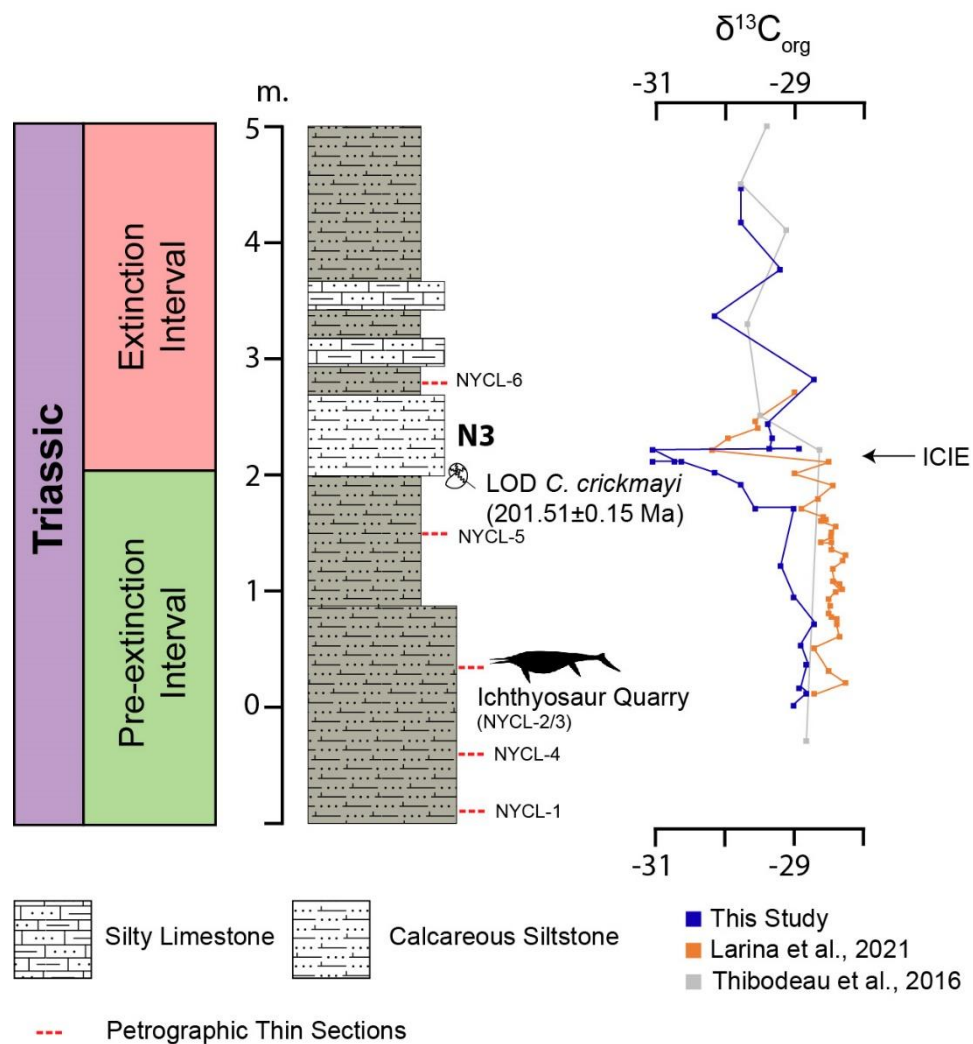 δ13Corg
-31
-29
m.
5
4
3
2
1
0
Triassic
Extinction
Interval
Pre-extinction
Interval
NYCL-6
N3
LOD C. crickmayi
(201.51±0.15 Ma)
NYCL-5
Ichthyosaur Quarry
(NYCL-2/3)
NYCL-4
NYCL-1
ICIE
-31
-29
Silty Limestone
Calcareous Siltstone
Petrographic Thin Sections
This Study
Larina et al., 2021
Thibodeau et al., 2016